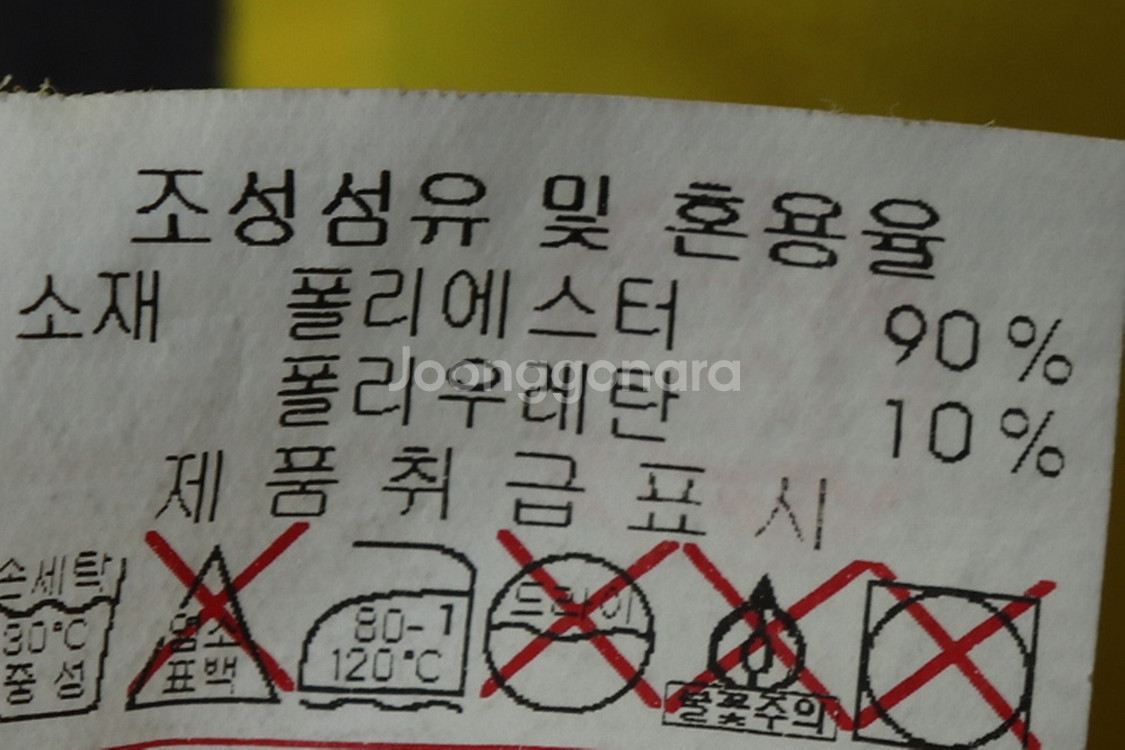 조성섬유 및 혼용율
소재 폴리에스터 90%
폴리우레탄 10%
Joonggonara
제품취급표시
손세탁
30°C
중성
염소
표백
80-1
120°C
드라이
불꽃주의